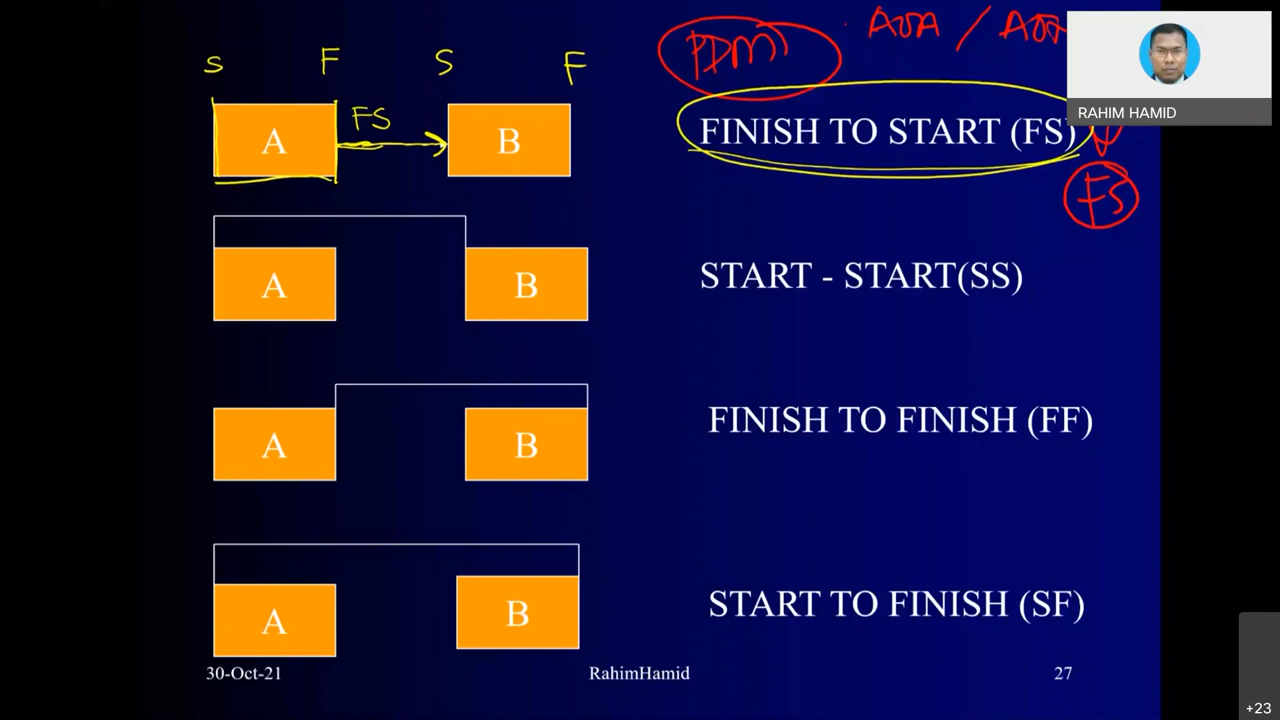 PDM AOA /
S F S F
RAHIM HAMID
A FS B FINISH TO START (FS)
FS
A B START - START(SS)
A B FINISH TO FINISH (FF)
A B START TO FINISH (SF)
30-Oct-21 RahimHamid 27
+23